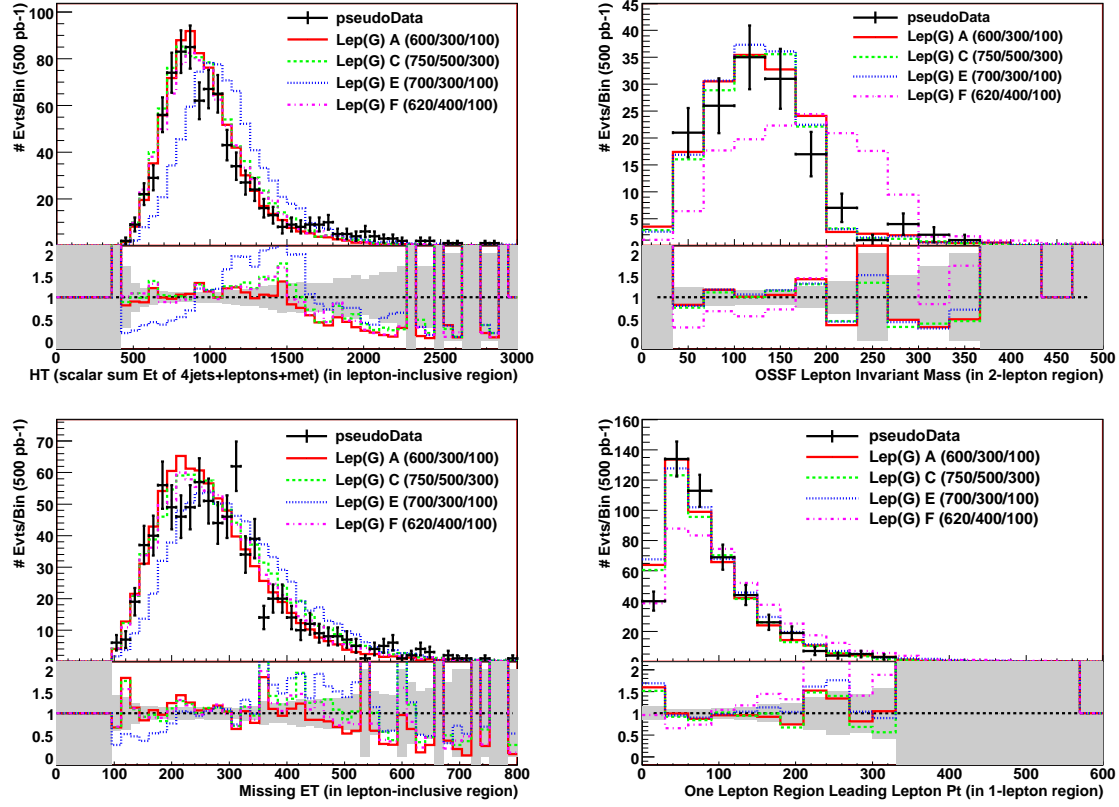 # Evts/Bin (500 pb-1)
100
80
60
40
20
0
pseudoData
Lep(G) A (600/300/100)
Lep(G) C (750/500/300)
Lep(G) E (700/300/100)
Lep(G) F (620/400/100)
2
1.5
1
0.5
0
0 500 1000 1500 2000 2500 3000
HT (scalar sum Et of 4jets+leptons+met) (in lepton-inclusive region)
# Evts/Bin (500 pb-1)
45
40
35
30
25
20
15
10
5
0
pseudoData
Lep(G) A (600/300/100)
Lep(G) C (750/500/300)
Lep(G) E (700/300/100)
Lep(G) F (620/400/100)
2
1.5
1
0.5
0
0 50 100 150 200 250 300 350 400 450 500
OSSF Lepton Invariant Mass (in 2-lepton region)
# Evts/Bin (500 pb-1)
70
60
50
40
30
20
10
0
pseudoData
Lep(G) A (600/300/100)
Lep(G) C (750/500/300)
Lep(G) E (700/300/100)
Lep(G) F (620/400/100)
2
1.5
1
0.5
0
0 100 200 300 400 500 600 700 800
Missing ET (in lepton-inclusive region)
# Evts/Bin (500 pb-1)
160
140
120
100
80
60
40
20
0
pseudoData
Lep(G) A (600/300/100)
Lep(G) C (750/500/300)
Lep(G) E (700/300/100)
Lep(G) F (620/400/100)
2
1.5
1
0.5
0
0 100 200 300 400 500 600
One Lepton Region Leading Lepton Pt (in 1-lepton region)